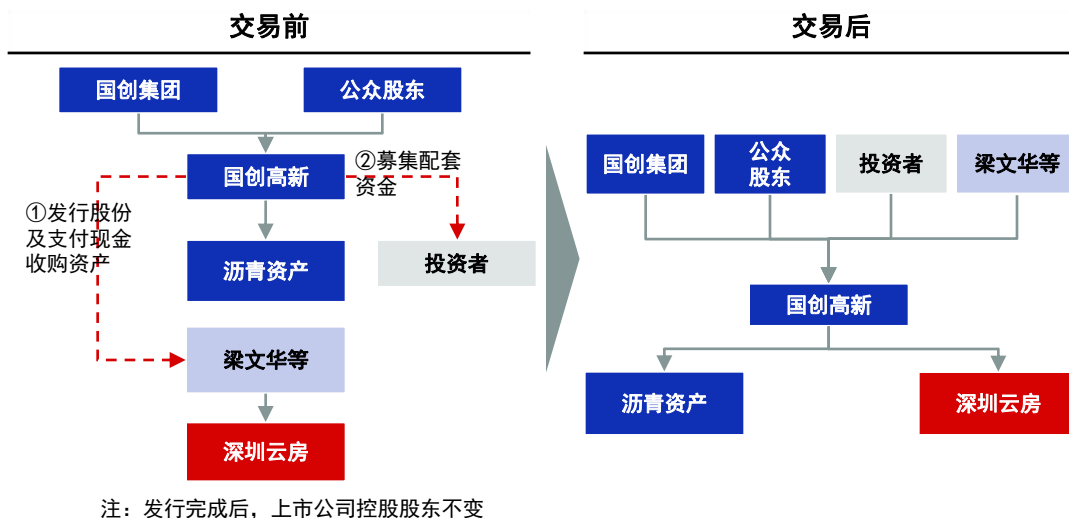 交易前
国创集团
公众股东
国创高新
②募集配套
资金
①发行股份
及支付现金
收购资产
沥青资产
投资者
梁文华等
深圳云房
注：发行完成后，上市公司控股股东不变
交易后
国创集团
公众
股东
投资者
梁文华等
国创高新
沥青资产
深圳云房